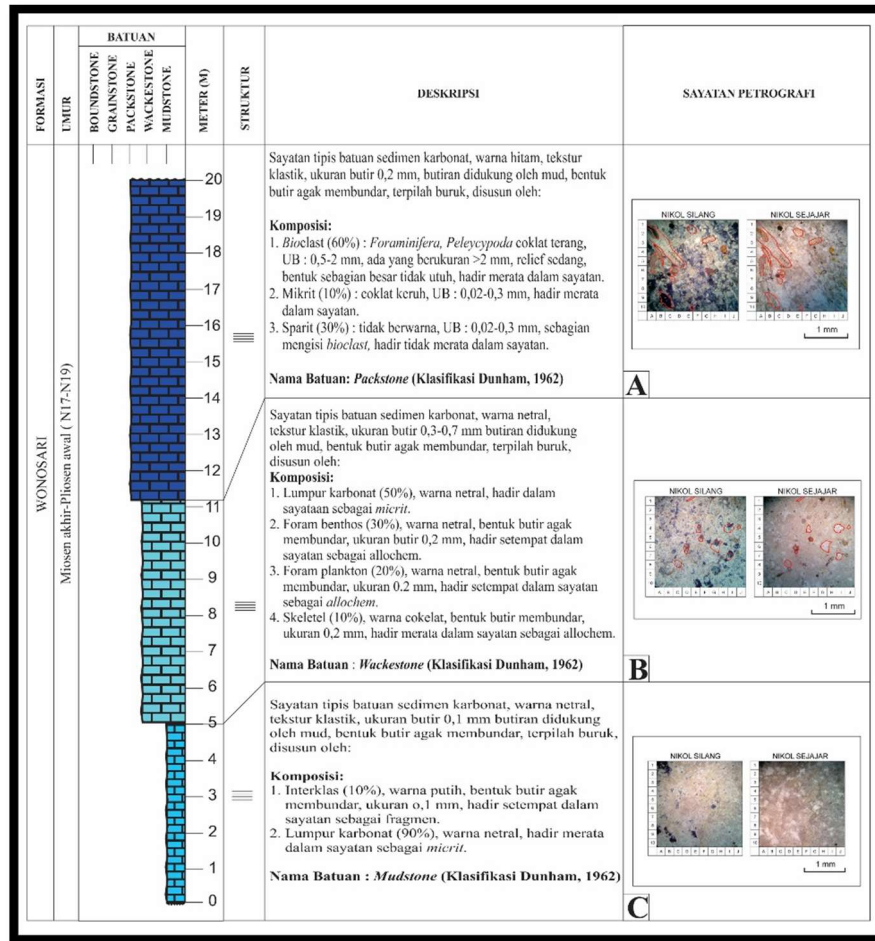 FORMASI
UMUR
BATUAN
BOUNDSTONE
GRAINSTONE
PACKSTONE
WACKESTONE
MUDSTONE
METER (M)
STRUKTUR
DESKRIPSI
SAYATAN PETROGRAFI
WONOSARI
Miosen akhir-Pliosen awal ( N17-N19)
20
19
18
17
16
15
14
13
12
11
10
9
8
7
6
5
4
3
2
1
0
Sayatan tipis batuan sedimen karbonat, warna hitam, tekstur
klastik, ukuran butir 0,2 mm, butiran didukung oleh mud, bentuk
butir agak membundar, terpilah buruk, disusun oleh:
Komposisi:
1. Bioclast (60%) : Foraminifera, Peleycypoda coklat terang,
UB : 0,5-2 mm, ada yang berukuran >2 mm, relief sedang,
bentuk sebagian besar tidak utuh, hadir merata dalam sayatan.
2. Mikrit (10%) : coklat keruh, UB : 0,02-0,3 mm, hadir merata
dalam sayatan.
3. Sparit (30%) : tidak berwarna, UB : 0,02-0,3 mm, sebagian
mengisi bioclast, hadir tidak merata dalam sayatan.
Nama Batuan: Packstone (Klasifikasi Dunham, 1962)
NIKOL SILANG
NIKOL SEJAJAR
A B C D E F G H I J
A B C D E F G H I J
1 mm
A
Sayatan tipis batuan sedimen karbonat, warna netral,
tekstur klastik, ukuran butir 0,3-0,7 mm butiran didukung
oleh mud, bentuk butir agak membundar, terpilah buruk,
disusun oleh:
Komposisi:
1. Lumpur karbonat (50%), warna netral, hadir dalam
sayataan sebagai micrit.
2. Foram benthos (30%), warna netral, bentuk butir agak
membundar, ukuran butir 0,2 mm, hadir setempat dalam
sayatan sebagai allochem.
3. Foram plankton (20%), warna netral, bentuk butir agak
membundar, ukuran 0.2 mm, hadir setempat dalam sayatan
sebagai allochem.
4. Skeletel (10%), warna cokelat, bentuk butir membundar,
ukuran 0,2 mm, hadir merata dalam sayatan sebagai allochem.
Nama Batuan : Wackestone (Klasifikasi Dunham, 1962)
NIKOL SILANG
NIKOL SEJAJAR
A B C D E F G H I J
A B C D E F G H I J
1 mm
B
Sayatan tipis batuan sedimen karbonat, warna netral,
tekstur klastik, ukuran butir 0,1 mm butiran didukung
oleh mud, bentuk butir agak membundar, terpilah buruk,
disusun oleh:
Komposisi:
1. Interklas (10%), warna putih, bentuk butir agak
membundar, ukuran o,1 mm, hadir setempat dalam
sayatan sebagai fragmen.
2. Lumpur karbonat (90%), warna netral, hadir merata
dalam sayatan sebagai micrit.
Nama Batuan : Mudstone (Klasifikasi Dunham, 1962)
NIKOL SILANG
NIKOL SEJAJAR
A B C D E F G H I J
A B C D E F G H I J
1 mm
C